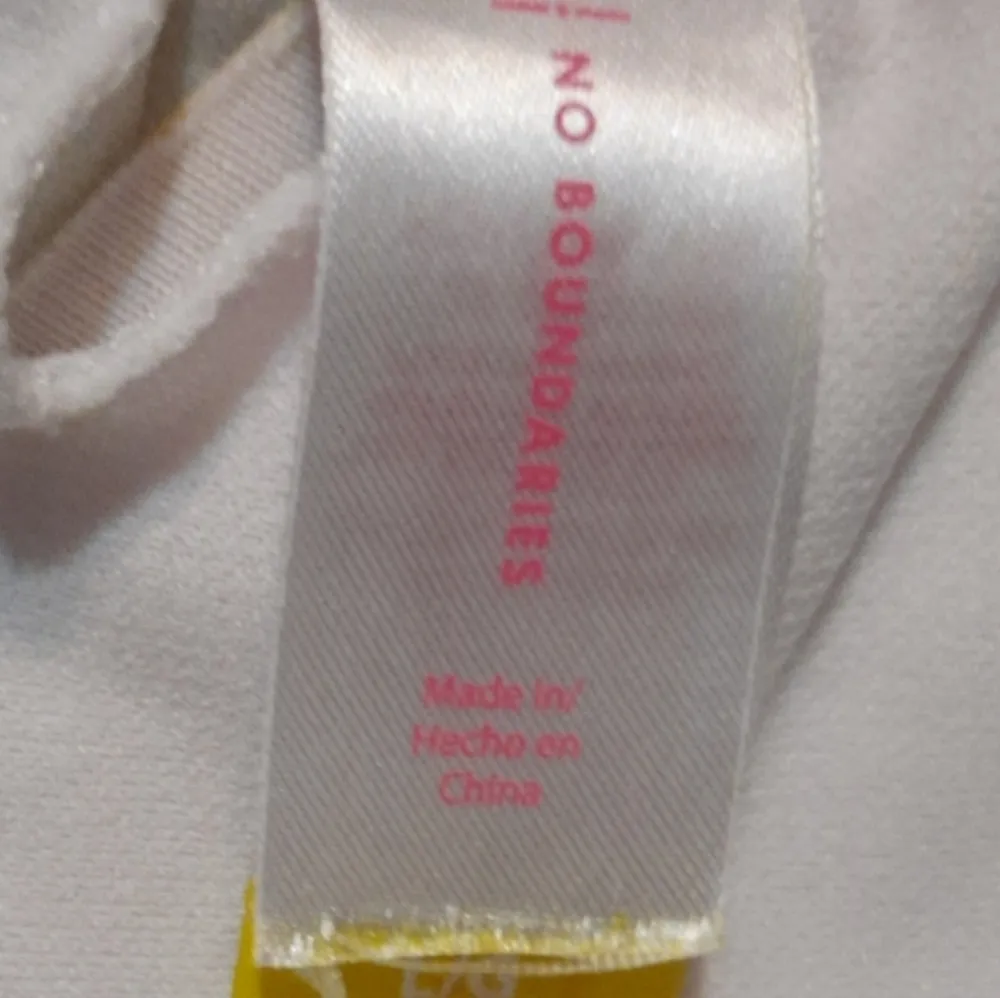 NO BOUNDARIES
Made in/
Hecho en
China
L/G